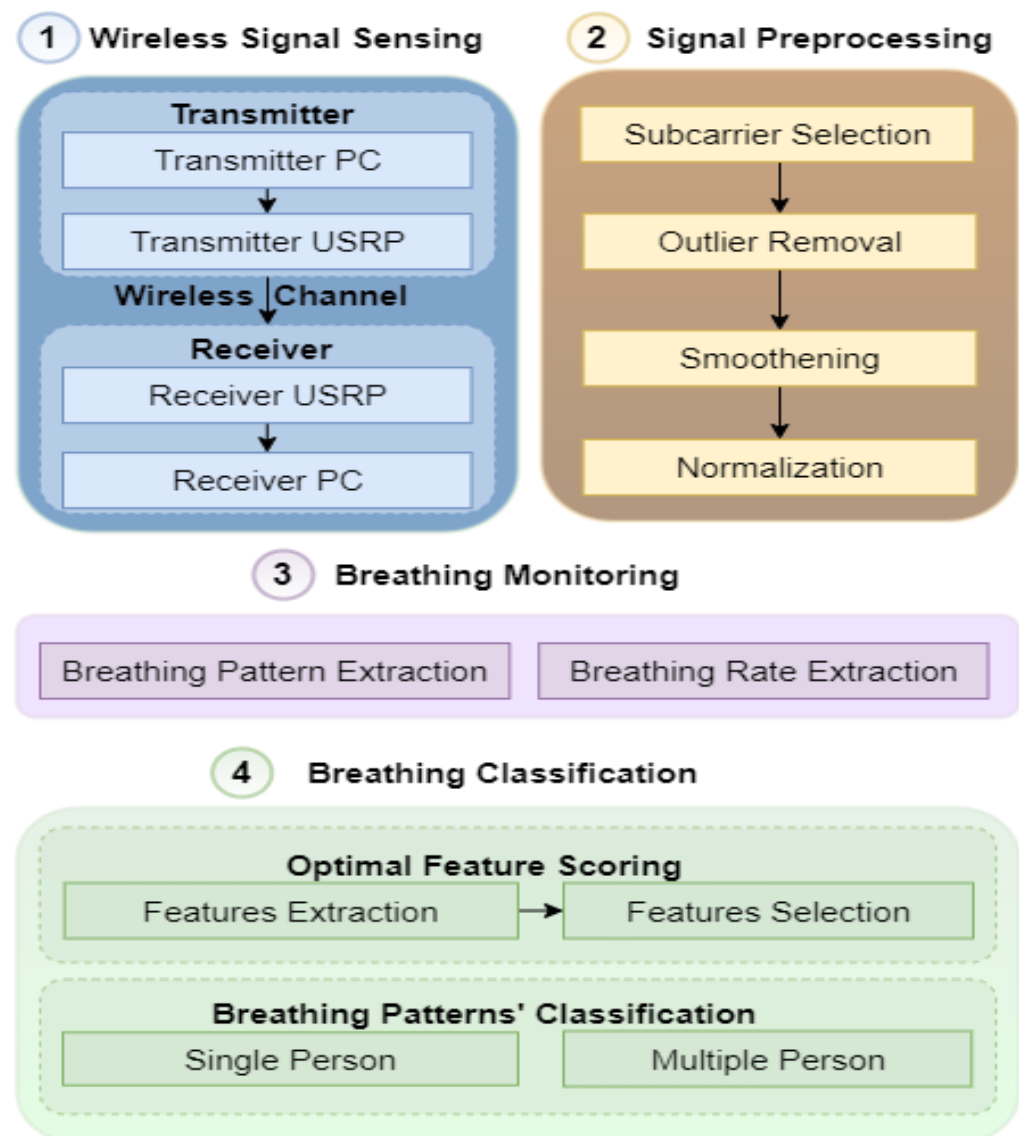 1 Wireless Signal Sensing
Transmitter
Transmitter PC
Transmitter USRP
Wireless Channel
Receiver
Receiver USRP
Receiver PC
2 Signal Preprocessing
Subcarrier Selection
Outlier Removal
Smoothening
Normalization
3 Breathing Monitoring
Breathing Pattern Extraction
Breathing Rate Extraction
4 Breathing Classification
Optimal Feature Scoring
Features Extraction
Features Selection
Breathing Patterns' Classification
Single Person
Multiple Person